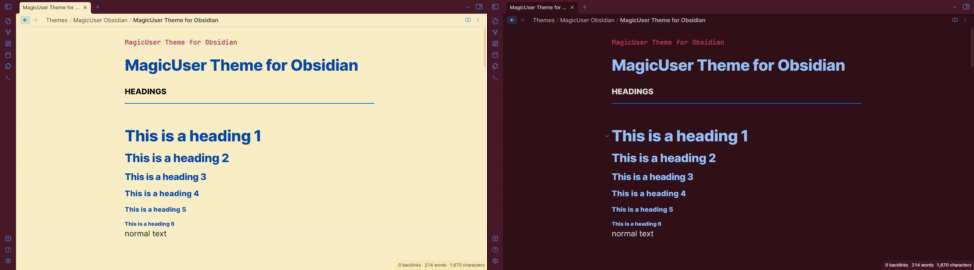 MagicUser Theme for Obsidian
Themes / MagicUser Obsidian / MagicUser Theme for Obsidian
MagicUser Theme for Obsidian
MagicUser Theme for Obsidian
HEADINGS
This is a heading 1
This is a heading 2
This is a heading 3
This is a heading 4
This is a heading 5
This is a heading 6
normal text
0 backlinks 214 words 1,670 characters
MagicUser Theme for Obsidian
Themes / MagicUser Obsidian / MagicUser Theme for Obsidian
MagicUser Theme for Obsidian
MagicUser Theme for Obsidian
HEADINGS
This is a heading 1
This is a heading 2
This is a heading 3
This is a heading 4
This is a heading 5
This is a heading 6
normal text
0 backlinks 214 words 1,670 characters